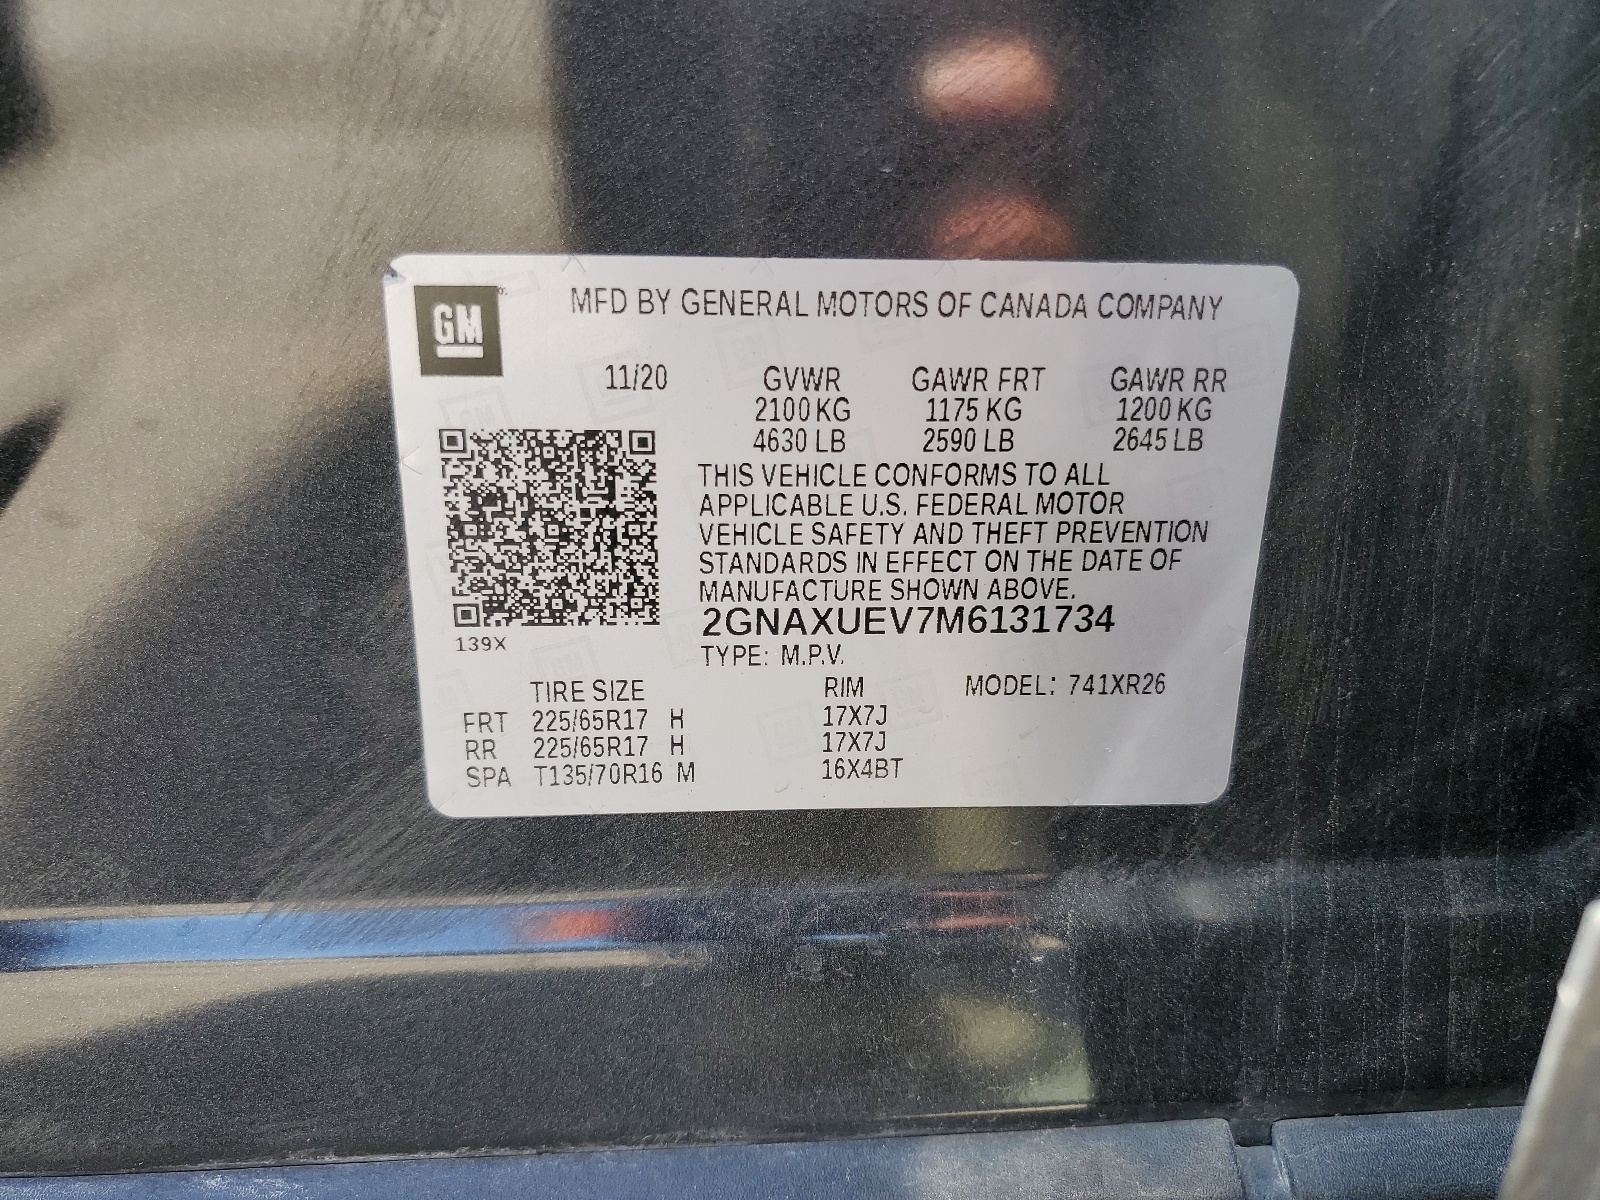 GM
MFD BY GENERAL MOTORS OF CANADA COMPANY
11/20 GVWR GAWR FRT GAWR RR
2100 KG 1175 KG 1200 KG
4630 LB 2590 LB 2645 LB
THIS VEHICLE CONFORMS TO ALL
APPLICABLE U.S. FEDERAL MOTOR
VEHICLE SAFETY AND THEFT PREVENTION
STANDARDS IN EFFECT ON THE DATE OF
MANUFACTURE SHOWN ABOVE.
2GNAXUEV7M6131734
139X
TYPE: M.P.V.
TIRE SIZE RIM MODEL: 741XR26
FRT 225/65R17 H 17X7J
RR 225/65R17 H 17X7J
SPA T135/70R16 M 16X4BT